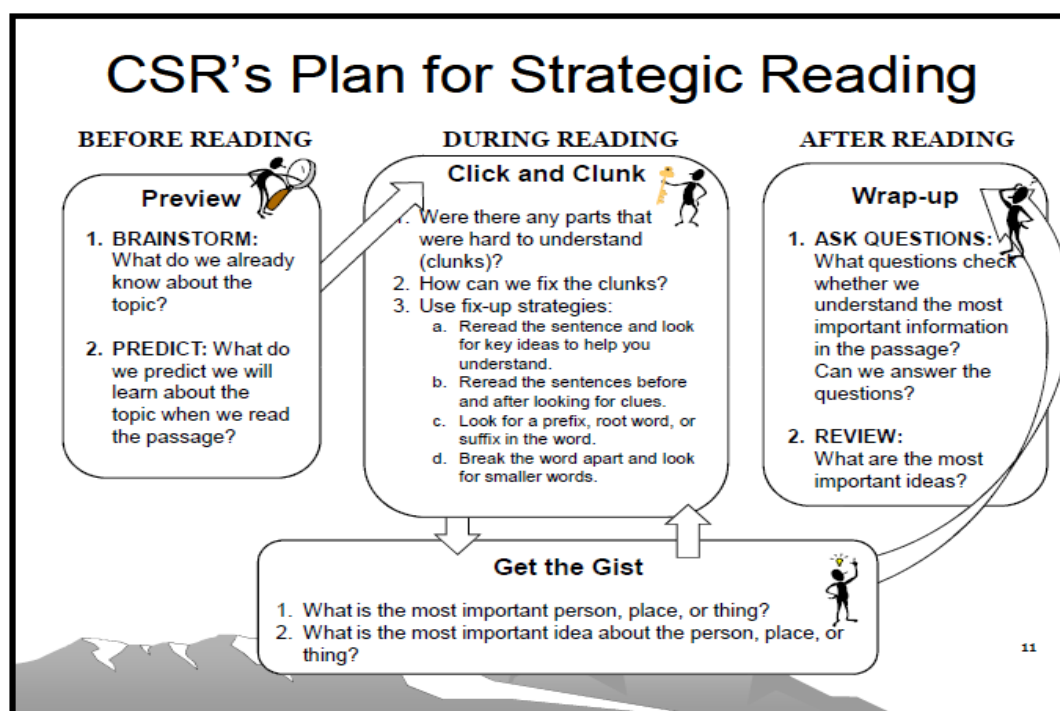 CSR's Plan for Strategic Reading
BEFORE READING
Preview
1. BRAINSTORM:
What do we already
know about the
topic?
2. PREDICT: What do
we predict we will
learn about the
topic when we read
the passage?
DURING READING
Click and Clunk
1. Were there any parts that
were hard to understand
(clunks)?
2. How can we fix the clunks?
3. Use fix-up strategies:
a. Reread the sentence and look
for key ideas to help you
understand.
b. Reread the sentences before
and after looking for clues.
c. Look for a prefix, root word, or
suffix in the word.
d. Break the word apart and look
for smaller words.
Get the Gist
1. What is the most important person, place, or thing?
2. What is the most important idea about the person, place, or
thing?
AFTER READING
Wrap-up
1. ASK QUESTIONS:
What questions check
whether we
understand the most
important information
in the passage?
Can we answer the
questions?
2. REVIEW:
What are the most
important ideas?
11